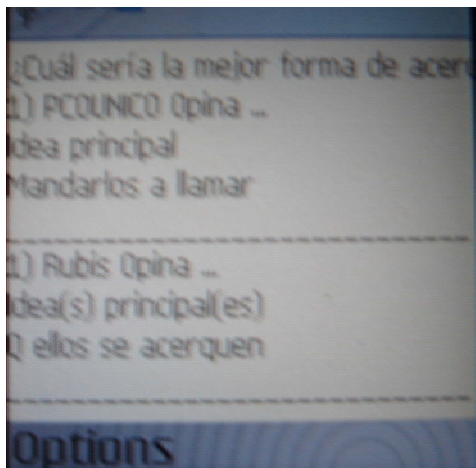 ¿Cuál sería la mejor forma de acer
1) PCOUNICO Opina ...
Idea principal
Mandarlos a llamar
1) Rubis Opina ...
Idea(s) principal(es)
Q ellos se acerquen
Options